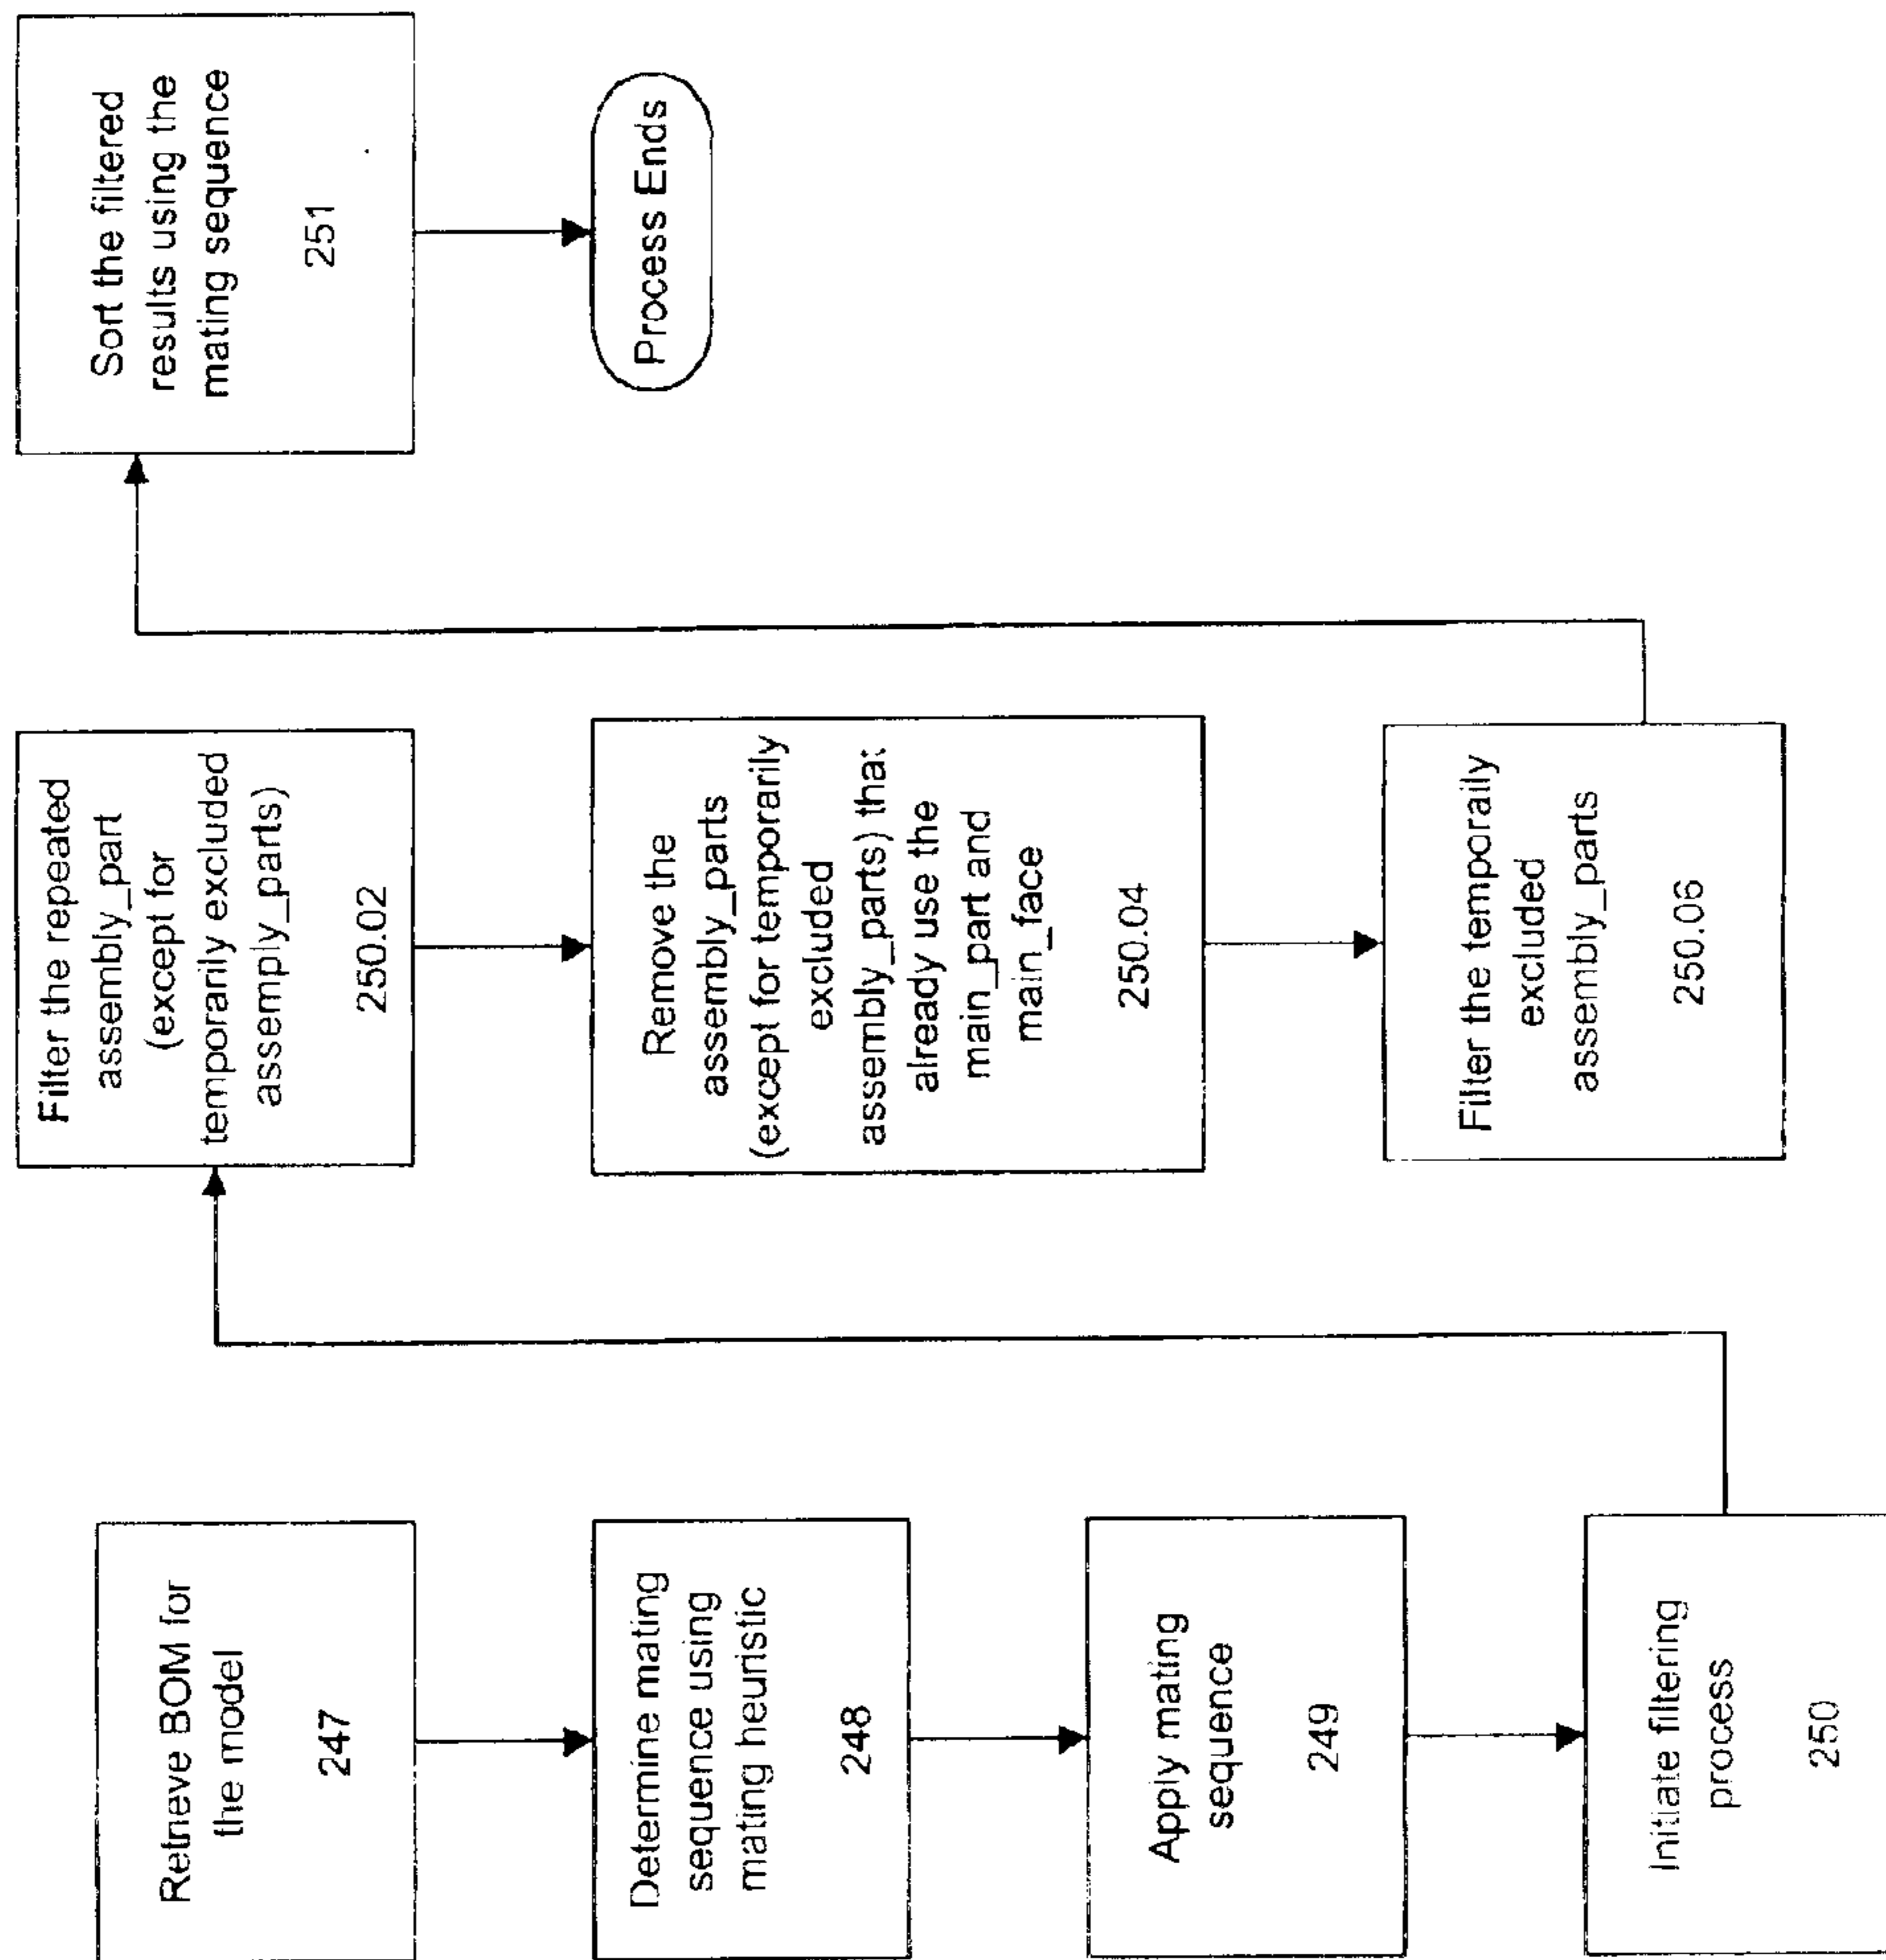 Retrieve BOM for
the model
247
Determine mating
sequence using
mating heuristic
248
Apply mating
sequence
249
Initiate filtering
process
250
Filter the repeated
assembly_part
(except for
temporarily excluded
assemply_parts)
250.02
Remove the
assembly_parts
(except for temporarily
excluded
assembly_parts) that
already use the
main_part and
main_face
250.04
Filter the temporaily
excluded
assembly_parts
250.06
Sort the filtered
results using the
mating sequence
251
Process Ends